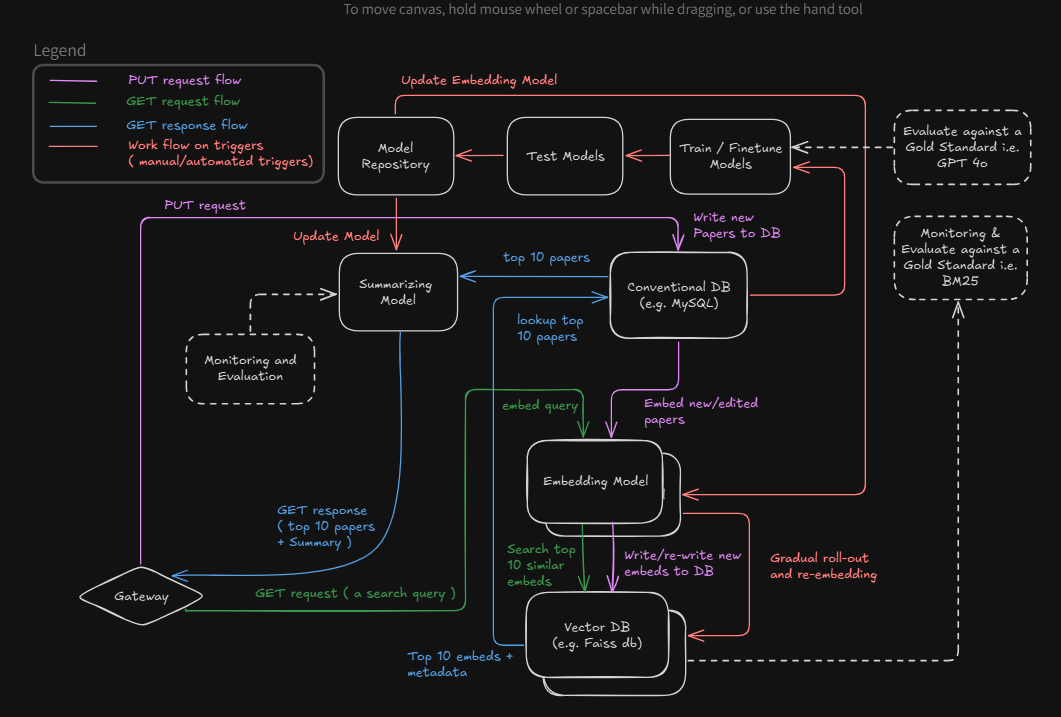 To move canvas, hold mouse wheel or spacebar while dragging, or use the hand tool
Legend
PUT request flow
GET request flow
GET response flow
Work flow on triggers
( manual/automated triggers)
Update Embedding Model
Model
Repository
Test Models
Train / Finetune
Models
Evaluate against a
Gold Standard i.e.
GPT 4o
PUT request
Write new
Papers to DB
Update Model
Monitoring &
Evaluate against a
Gold Standard i.e.
BM25
top 10 papers
Summarizing
Model
Conventional DB
(e.g. MySQL)
lookup top
10 papers
Monitoring and
Evaluation
embed query
Embed new/edited
papers
Embedding Model
GET response
( top 10 papers
+ Summary )
Search top
10 similar
embeds
Write/re-write new
embeds to DB
Gradual roll-out
and re-embedding
Gateway
GET request ( a search query )
Vector DB
(e.g. Faiss db)
Top 10 embeds +
metadata